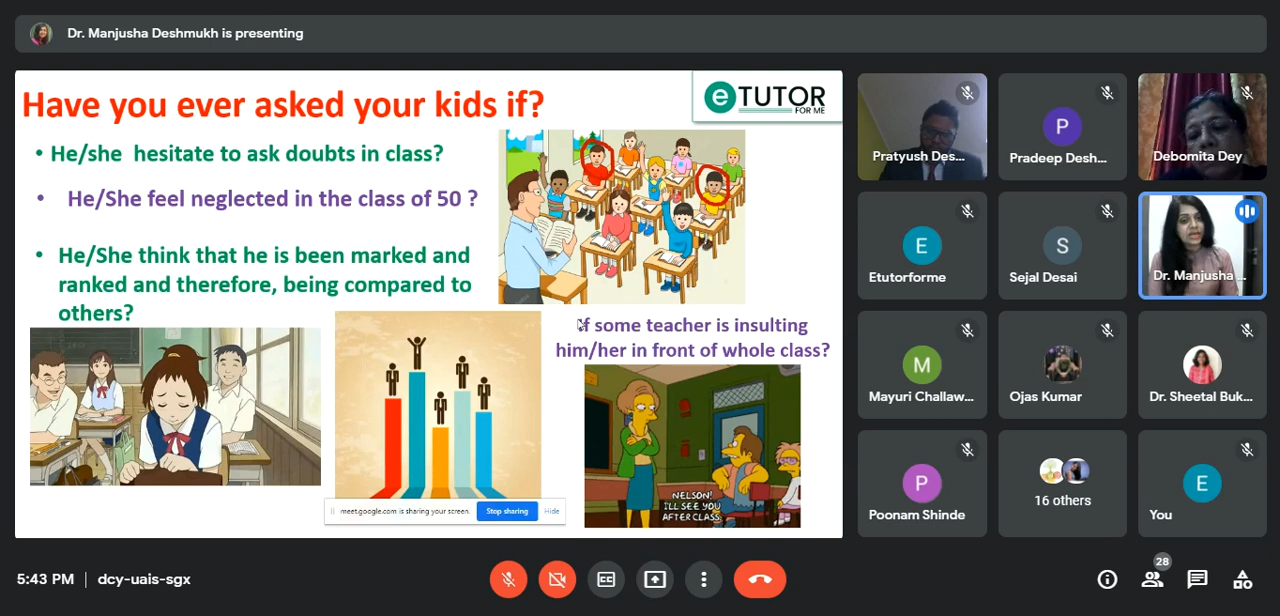 Dr. Manjusha Deshmukh is presenting
Have you ever asked your kids if?
e TUTOR
FOR ME
• He/she hesitate to ask doubts in class?
• He/She feel neglected in the class of 50 ?
• He/She think that he is been marked and
ranked and therefore, being compared to
others?
If some teacher is insulting
him/her in front of whole class?
NELSON!
I'LL SEE YOU
AFTER CLASS.
meet.google.com is sharing your screen.
Stop sharing
Hide
Pratyush Des...
P
Pradeep Desh...
Debomita Dey
E
Etutorforme
S
Sejal Desai
Dr. Manjusha ...
M
Mayuri Challaw...
Ojas Kumar
Dr. Sheetal Buk...
P
Poonam Shinde
16 others
E
You
5:43 PM | dcy-uais-sgx
CC
28